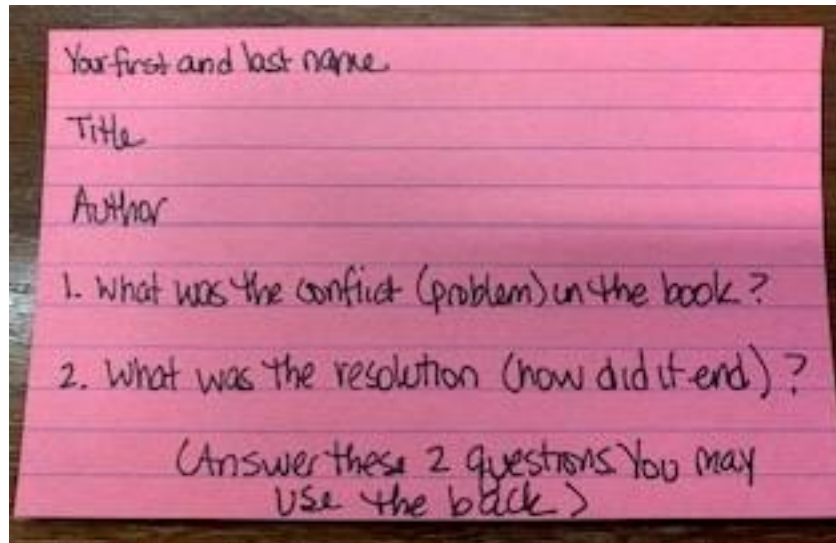 Your first and last name
Title
Author
1. What was the conflict (problem) in the book?
2. What was the resolution (how did it end)?
(Answer these 2 questions You may
use the back)